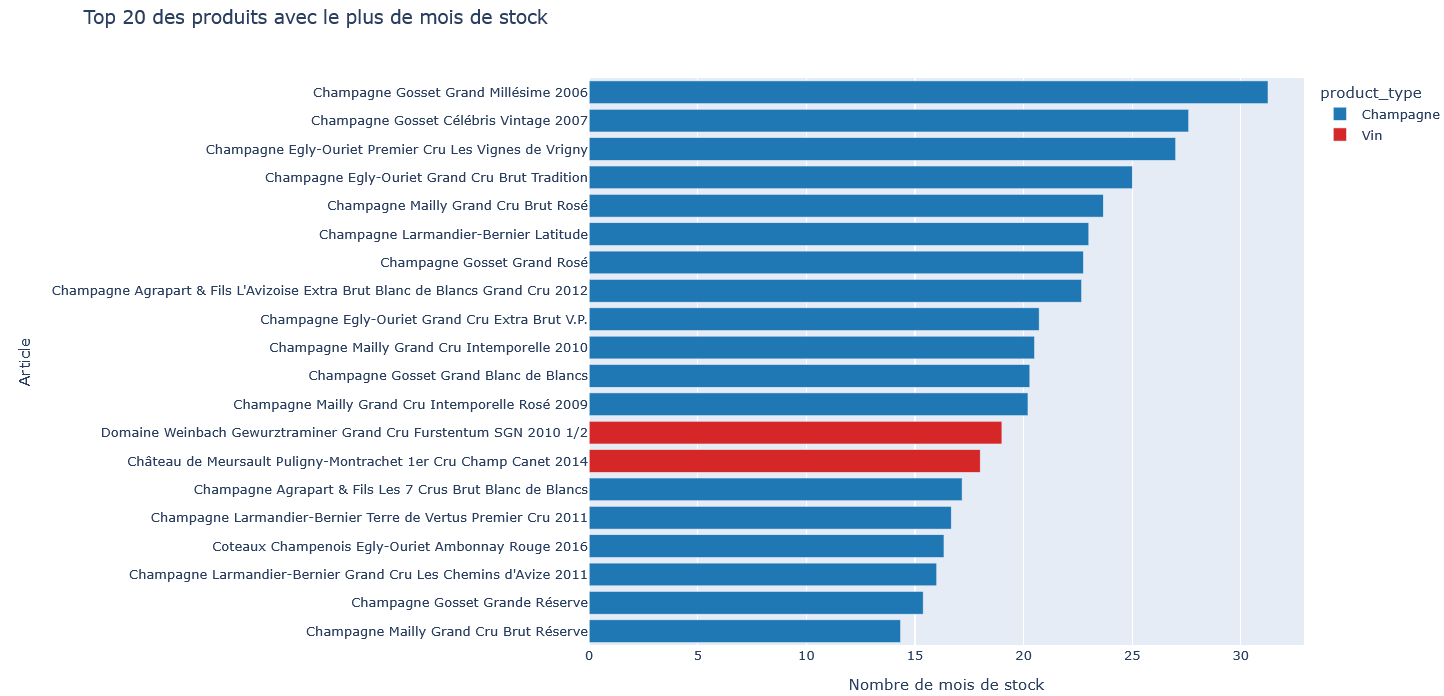 Top 20 des produits avec le plus de mois de stock
product_type
Champagne
Vin
Article
Champagne Gosset Grand Millésime 2006
Champagne Gosset Célébris Vintage 2007
Champagne Egly-Ouriet Premier Cru Les Vignes de Vrigny
Champagne Egly-Ouriet Grand Cru Brut Tradition
Champagne Mailly Grand Cru Brut Rosé
Champagne Larmandier-Bernier Latitude
Champagne Gosset Grand Rosé
Champagne Agrapart & Fils L'Avizoise Extra Brut Blanc de Blancs Grand Cru 2012
Champagne Egly-Ouriet Grand Cru Extra Brut V.P.
Champagne Mailly Grand Cru Intemporelle 2010
Champagne Gosset Grand Blanc de Blancs
Champagne Mailly Grand Cru Intemporelle Rosé 2009
Domaine Weinbach Gewurztraminer Grand Cru Furstentum SGN 2010 1/2
Château de Meursault Puligny-Montrachet 1er Cru Champ Canet 2014
Champagne Agrapart & Fils Les 7 Crus Brut Blanc de Blancs
Champagne Larmandier-Bernier Terre de Vertus Premier Cru 2011
Coteaux Champenois Egly-Ouriet Ambonnay Rouge 2016
Champagne Larmandier-Bernier Grand Cru Les Chemins d'Avize 2011
Champagne Gosset Grande Réserve
Champagne Mailly Grand Cru Brut Réserve
0 5 10 15 20 25 30
Nombre de mois de stock